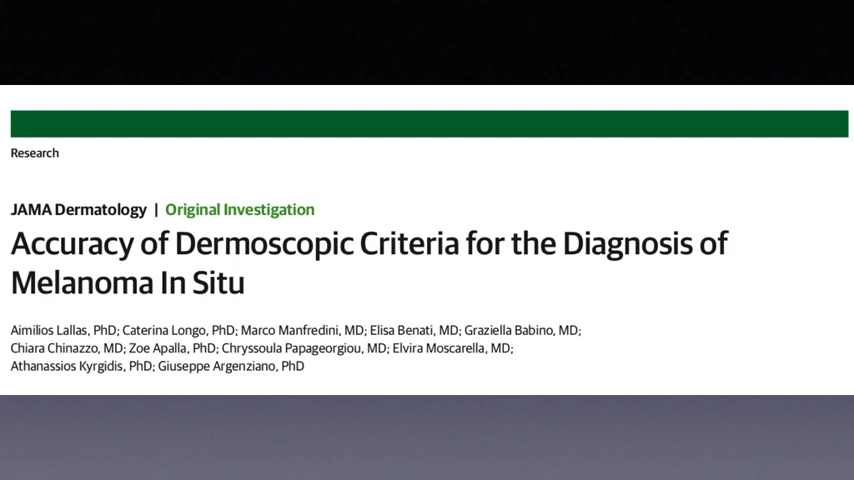 Research
JAMA Dermatology | Original Investigation
Accuracy of Dermoscopic Criteria for the Diagnosis of
Melanoma In Situ
Aimilios Lallas, PhD; Caterina Longo, PhD; Marco Manfredini, MD; Elisa Benati, MD; Graziella Babino, MD;
Chiara Chinazzo, MD; Zoe Apalla, PhD; Chryssoula Papageorgiou, MD; Elvira Moscarella, MD;
Athanassios Kyrgidis, PhD; Giuseppe Argenziano, PhD